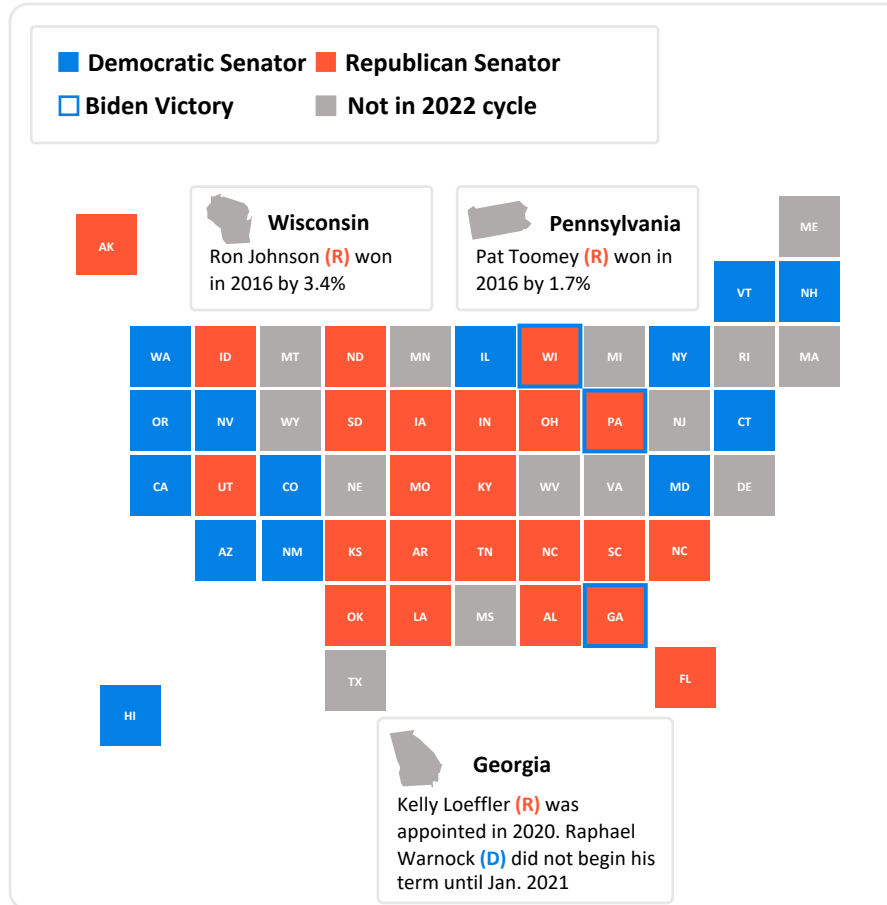 Democratic Senator Republican Senator
Biden Victory Not in 2022 cycle
Wisconsin
Ron Johnson (R) won
in 2016 by 3.4%
Pennsylvania
Pat Toomey (R) won in
2016 by 1.7%
AK ME
VT NH
WA ID MT ND MN IL WI MI NY RI MA
OR NV WY SD IA IN OH PA NJ CT
CA UT CO NE MO KY WV VA MD DE
AZ NM KS AR TN NC SC NC
OK LA MS AL GA
TX FL
HI
Georgia
Kelly Loeffler (R) was
appointed in 2020. Raphael
Warnock (D) did not begin his
term until Jan. 2021